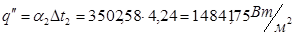 q'' = α₂Δt₂ = 350258 · 4,24 = 1484175 Вт/м²